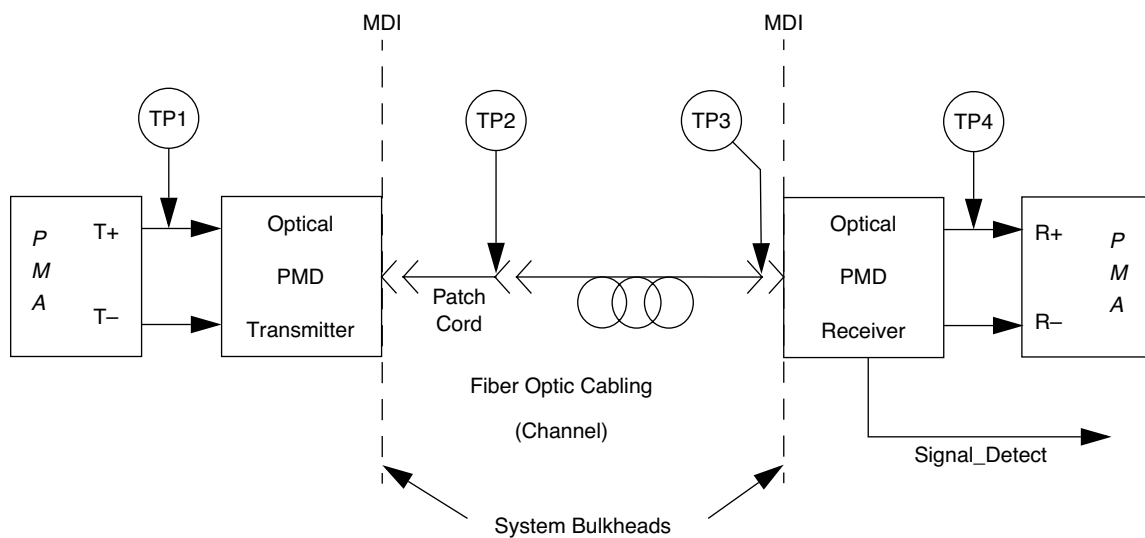 MDI
MDI
TP1
TP2
TP3
TP4
P
M
A
T+
T–
Optical
PMD
Transmitter
Patch
Cord
Optical
PMD
Receiver
R+
R–
P
M
A
Fiber Optic Cabling
(Channel)
Signal_Detect
System Bulkheads